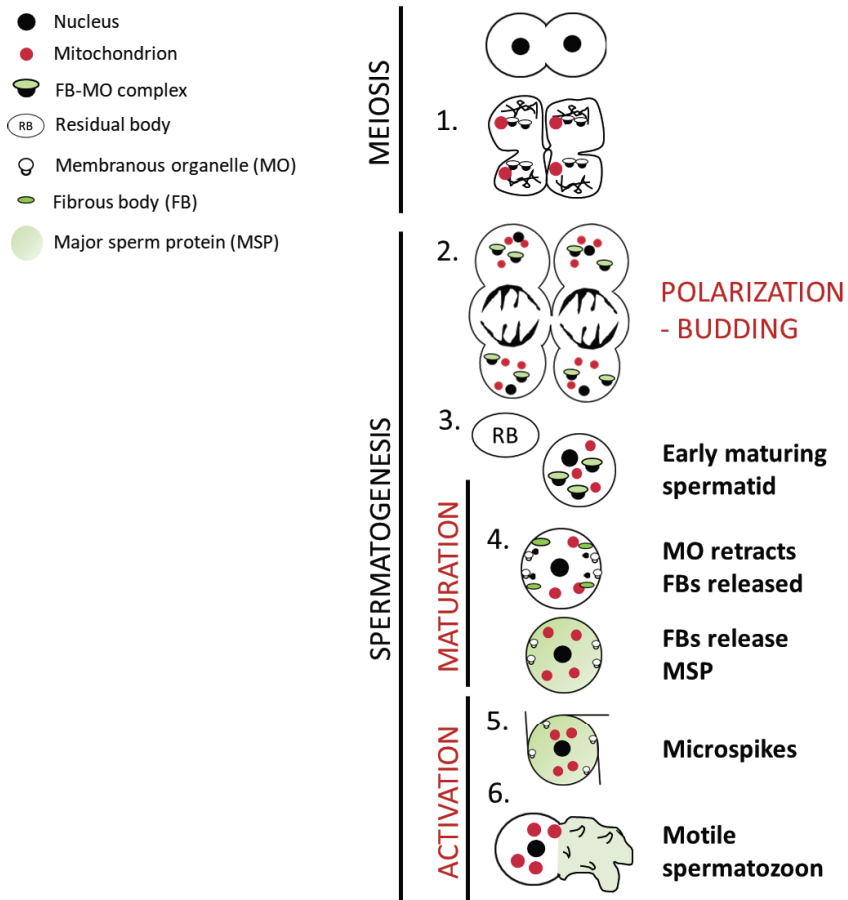 Nucleus
Mitochondrion
FB-MO complex
RB
Residual body
Membranous organelle (MO)
Fibrous body (FB)
Major sperm protein (MSP)
MEIOSIS
1.
SPERMATOGENESIS
2.
POLARIZATION
- BUDDING
3.
RB
Early maturing
spermatid
MATURATION
4.
MO retracts
FBs released
FBs release
MSP
ACTIVATION
5.
Microspikes
6.
Motile
spermatozoon